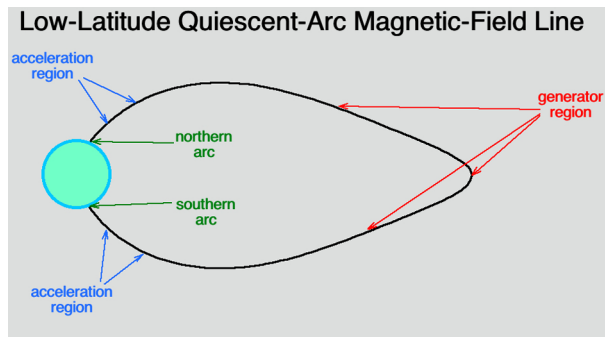 Low-Latitude Quiescent-Arc Magnetic-Field Line
acceleration
region
generator
region
northern
arc
southern
arc
acceleration
region